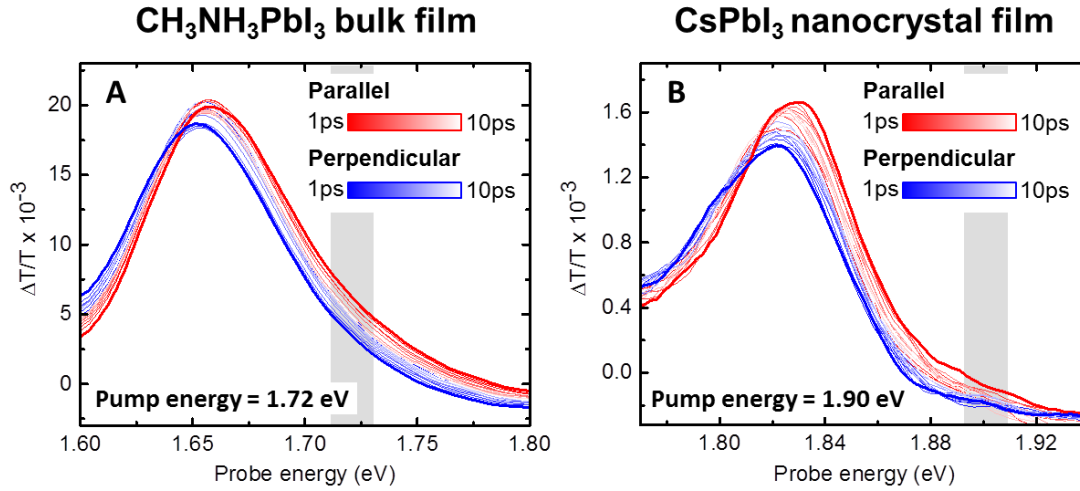 CH₃NH₃PbI₃ bulk film
A
Parallel
1ps 10ps
Perpendicular
1ps 10ps
20
15
10
5
0
ΔT/T x 10⁻³
Pump energy = 1.72 eV
1.60 1.65 1.70 1.75 1.80
Probe energy (eV)
CsPbI₃ nanocrystal film
B
Parallel
1ps 10ps
Perpendicular
1ps 10ps
1.6
1.2
0.8
0.4
0.0
ΔT/T x 10⁻³
Pump energy = 1.90 eV
1.80 1.84 1.88 1.92
Probe energy (eV)